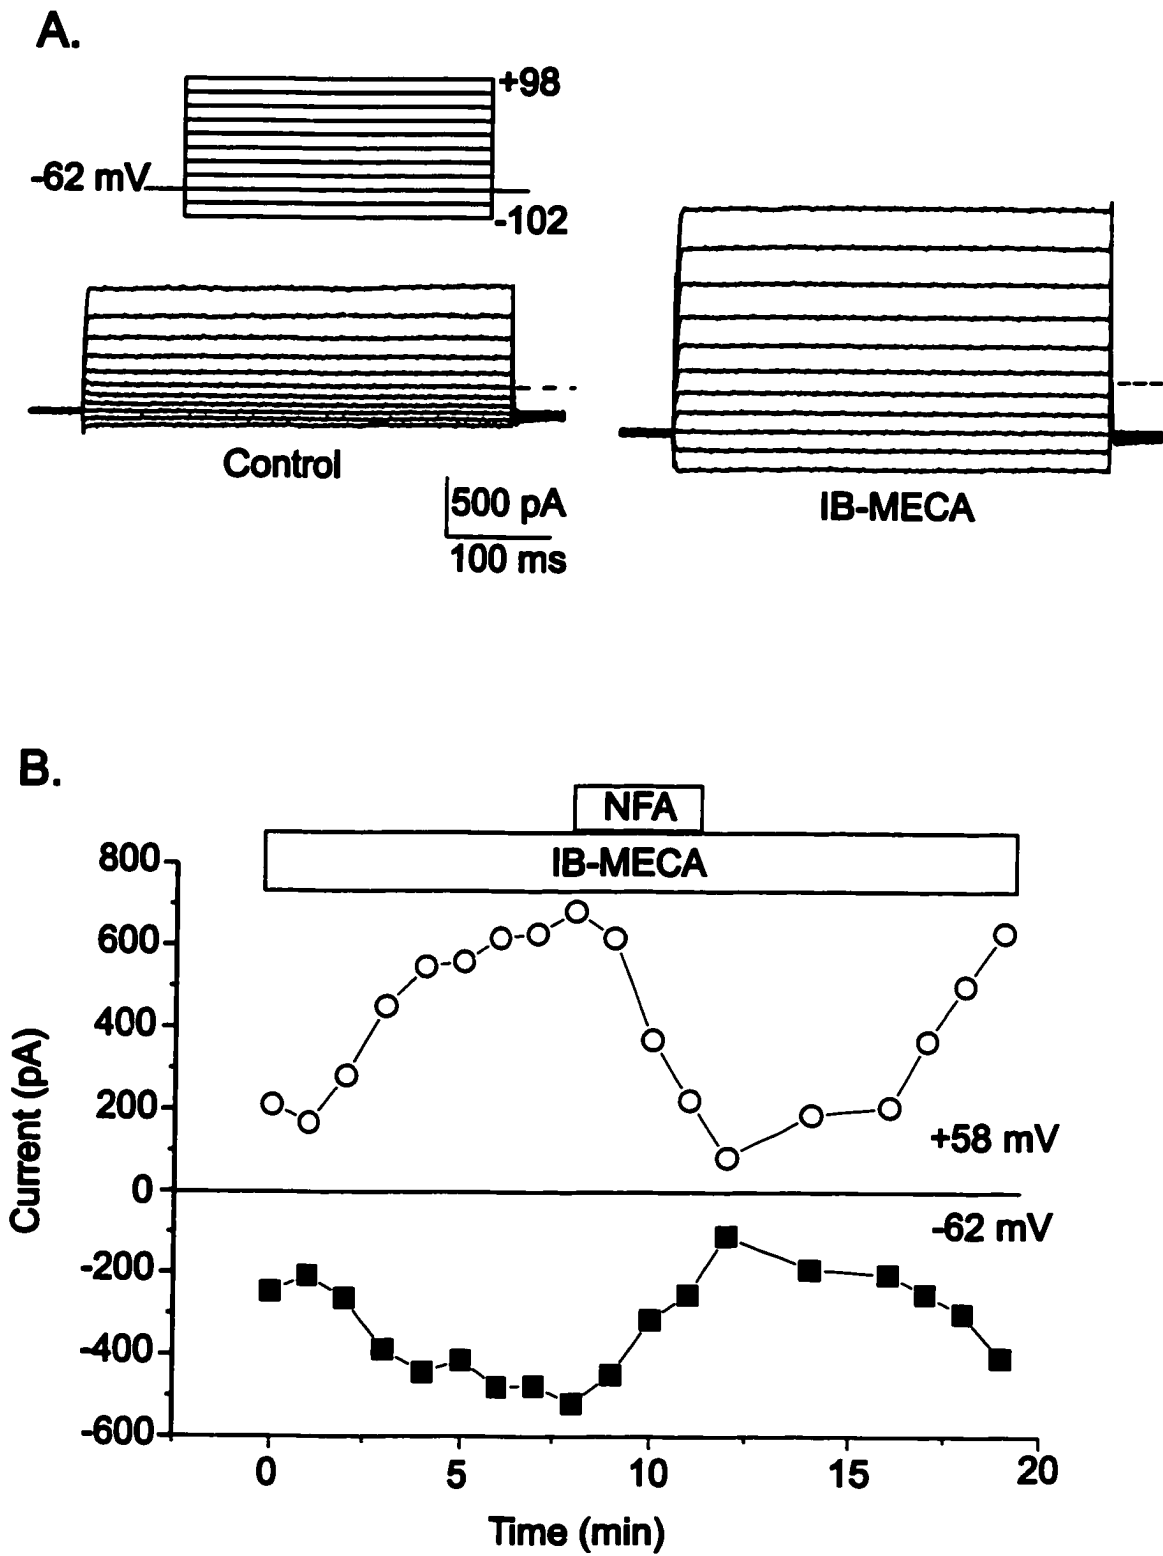 A.
+98
-62 mV
-102
Control
500 pA
100 ms
IB-MECA
B.
NFA
IB-MECA
800
600
400
200
0
-200
-400
-600
Current (pA)
+58 mV
-62 mV
0 5 10 15 20
Time (min)